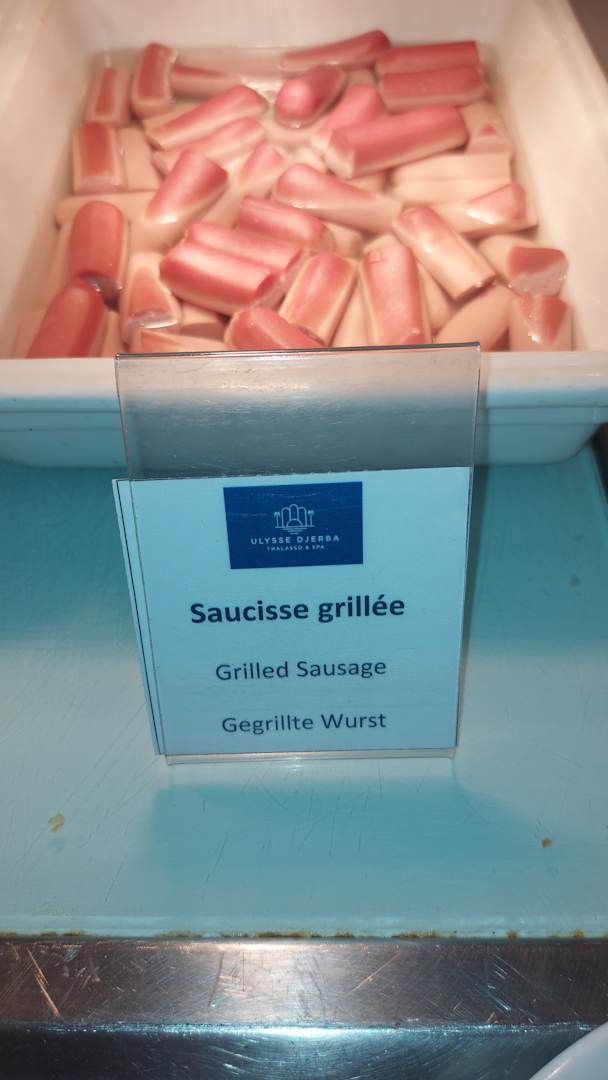 ULYSSE DJERBA
THALASSO & SPA
Saucisse grillée
Grilled Sausage
Gegrillte Wurst